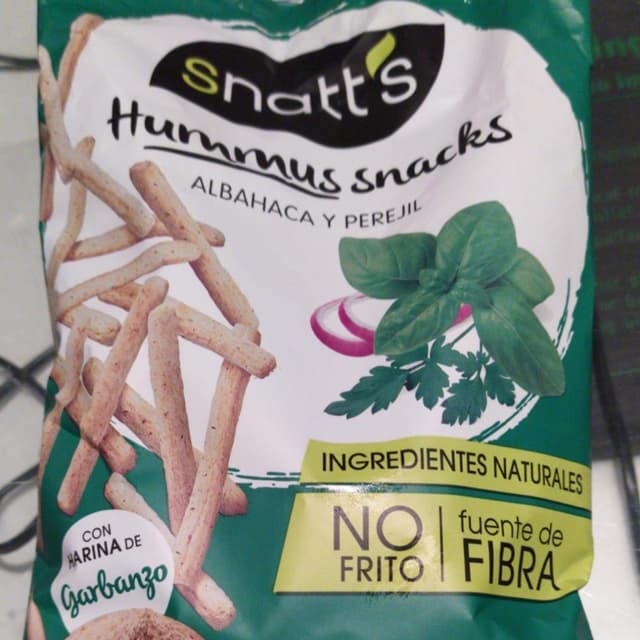 snatt's
Hummus snacks
ALBAHACA Y PEREJIL
INGREDIENTES NATURALES
NO
FRITO
fuente de
FIBRA
CON
HARINA DE
Garbanzo